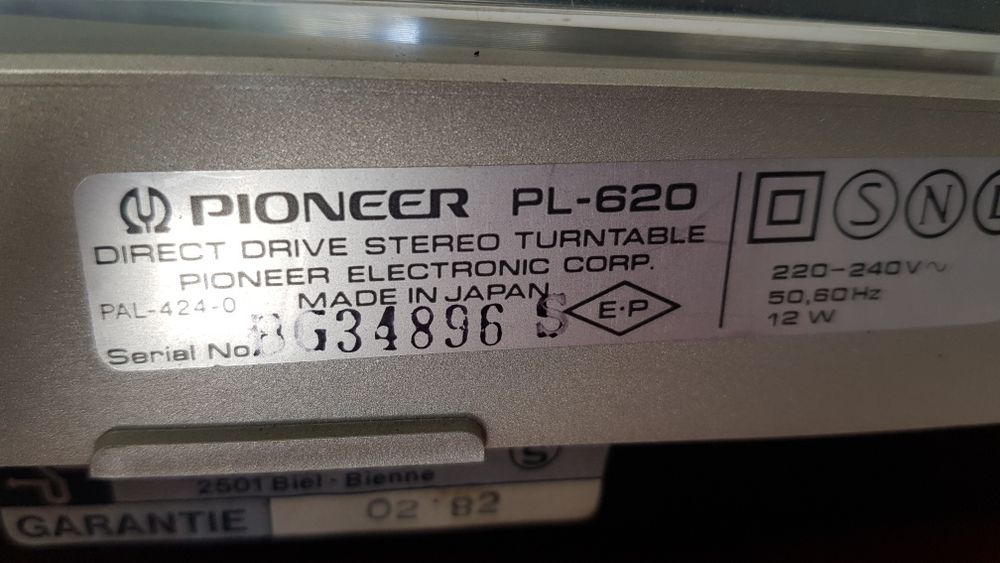 PIONEER PL-620
DIRECT DRIVE STEREO TURNTABLE
PIONEER ELECTRONIC CORP.
PAL-424-0 MADE IN JAPAN
Serial No. BG34896 S E·P
S N
220-240V~
50,60Hz
12 W
S
2501 Biel · Bienne
GARANTIE 02 82